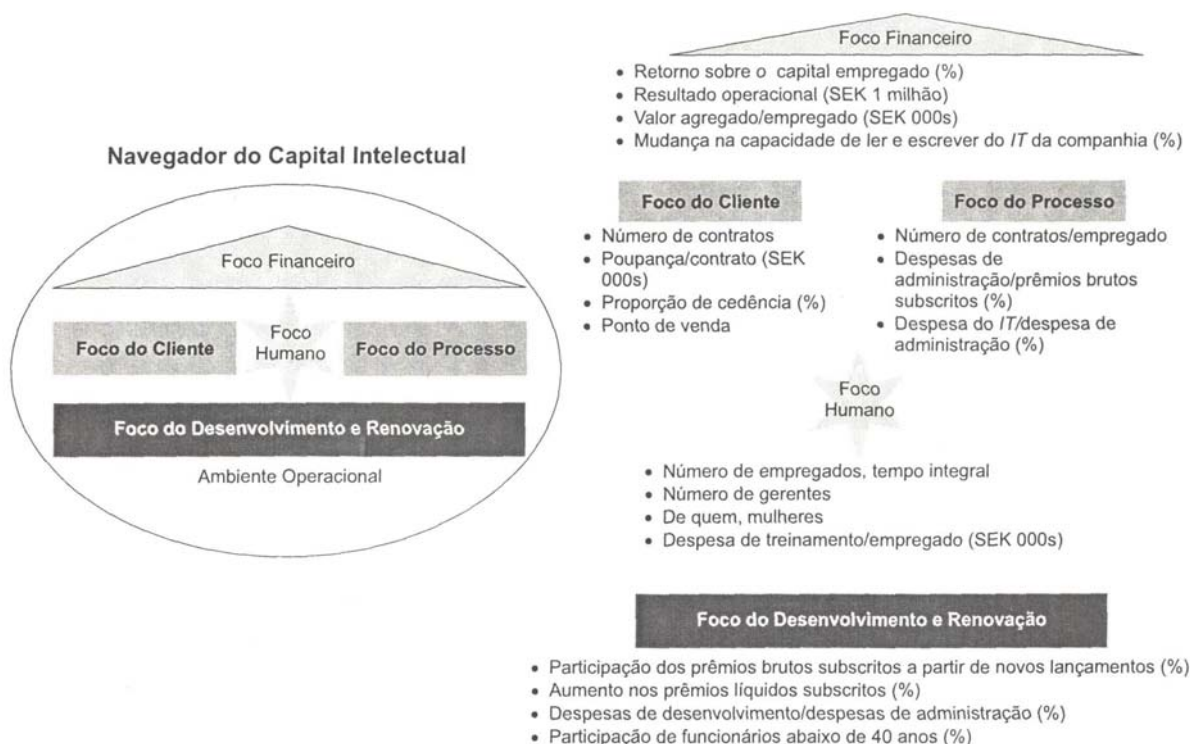 Navegador do Capital Intelectual
Foco Financeiro
Foco do Cliente
Foco
Humano
Foco do Processo
Foco do Desenvolvimento e Renovação
Ambiente Operacional
Foco Financeiro
• Retorno sobre o capital empregado (%)
• Resultado operacional (SEK 1 milhão)
• Valor agregado/empregado (SEK 000s)
• Mudança na capacidade de ler e escrever do IT da companhia (%)
Foco do Cliente
• Número de contratos
• Poupança/contrato (SEK
000s)
• Proporção de cedência (%)
• Ponto de venda
Foco do Processo
• Número de contratos/empregado
• Despesas de
administração/prêmios brutos
subscritos (%)
• Despesa do IT/despesa de
administração (%)
Foco
Humano
• Número de empregados, tempo integral
• Número de gerentes
• De quem, mulheres
• Despesa de treinamento/empregado (SEK 000s)
Foco do Desenvolvimento e Renovação
• Participação dos prêmios brutos subscritos a partir de novos lançamentos (%)
• Aumento nos prêmios líquidos subscritos (%)
• Despesas de desenvolvimento/despesas de administração (%)
• Participação de funcionários abaixo de 40 anos (%)